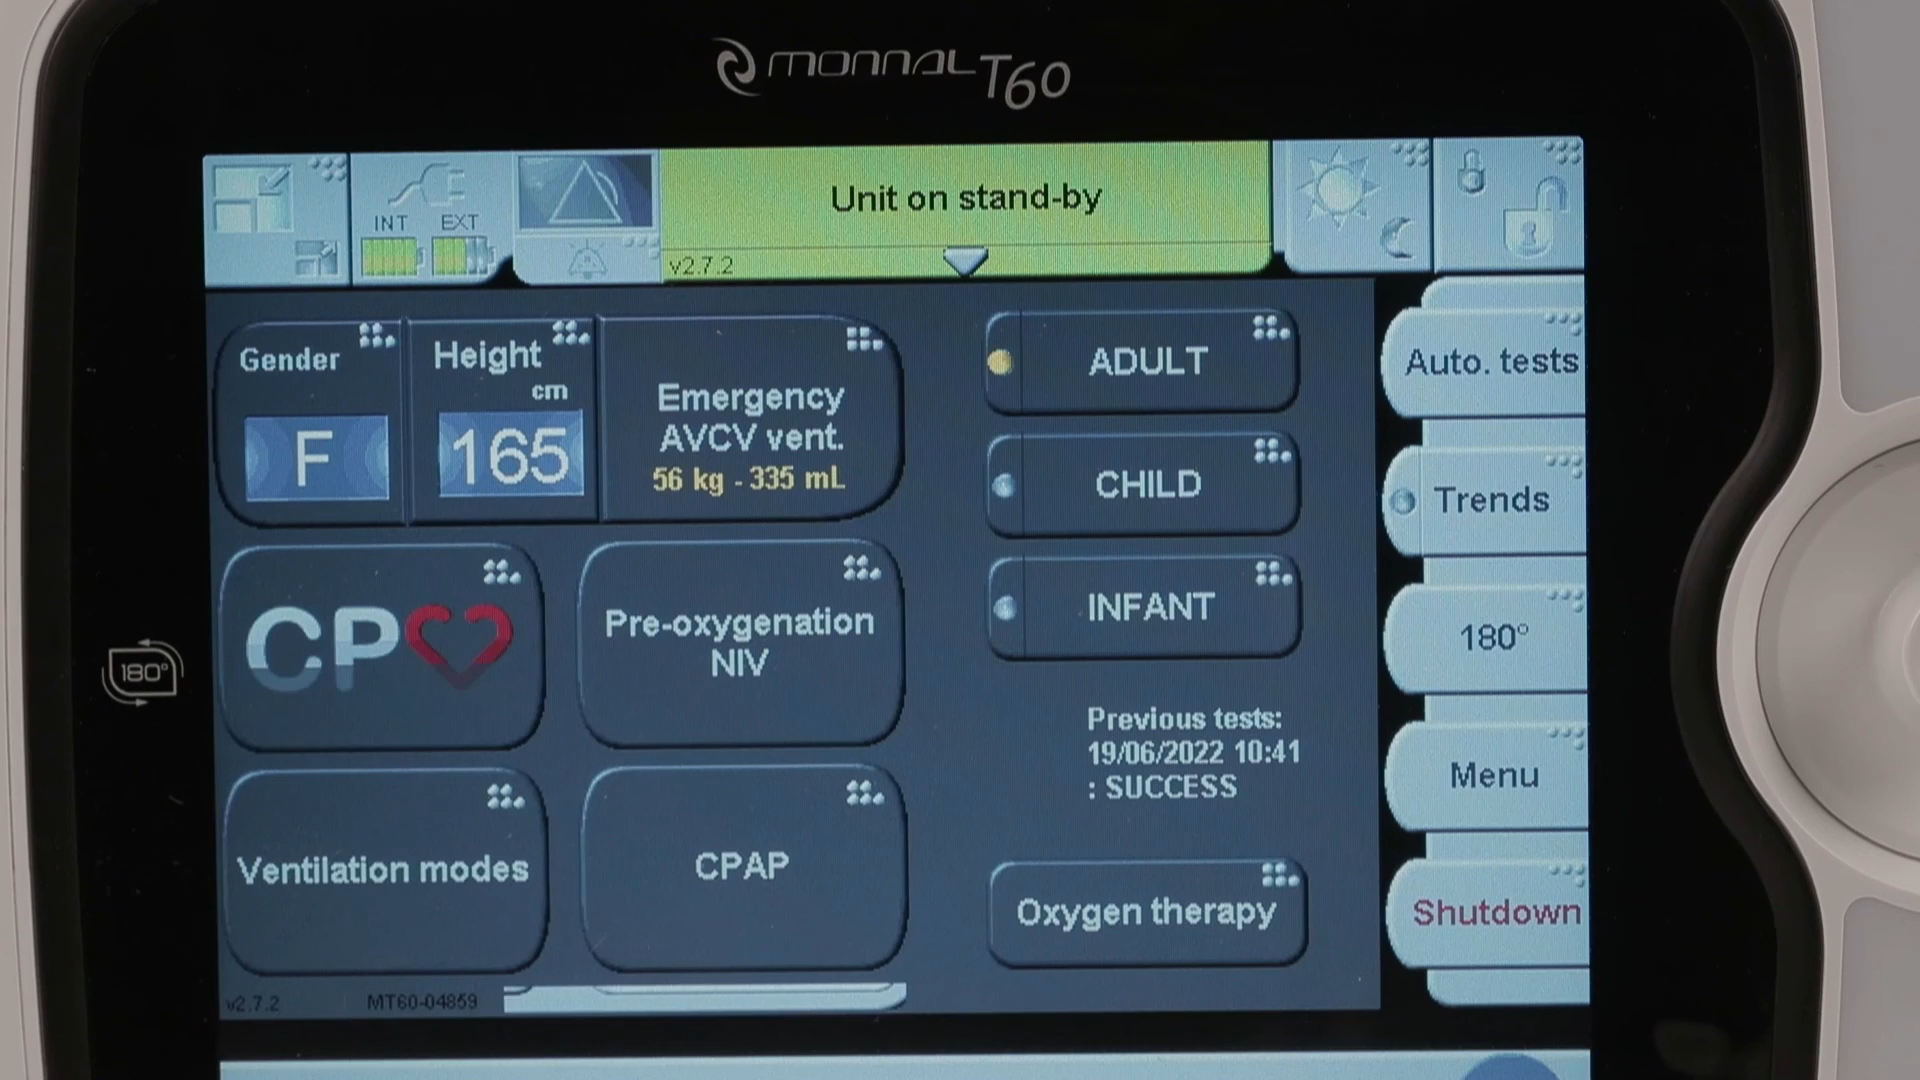 monnal T60
INT EXT
Unit on stand-by
v2.7.2
Gender
F
Height
cm
165
Emergency
AVCV vent.
56 kg - 335 mL
ADULT
CHILD
INFANT
CP
Pre-oxygenation
NIV
Ventilation modes
CPAP
Previous tests:
19/06/2022 10:41
: SUCCESS
Oxygen therapy
Auto. tests
Trends
180°
Menu
Shutdown
180°
v2.7.2
MT60-04859